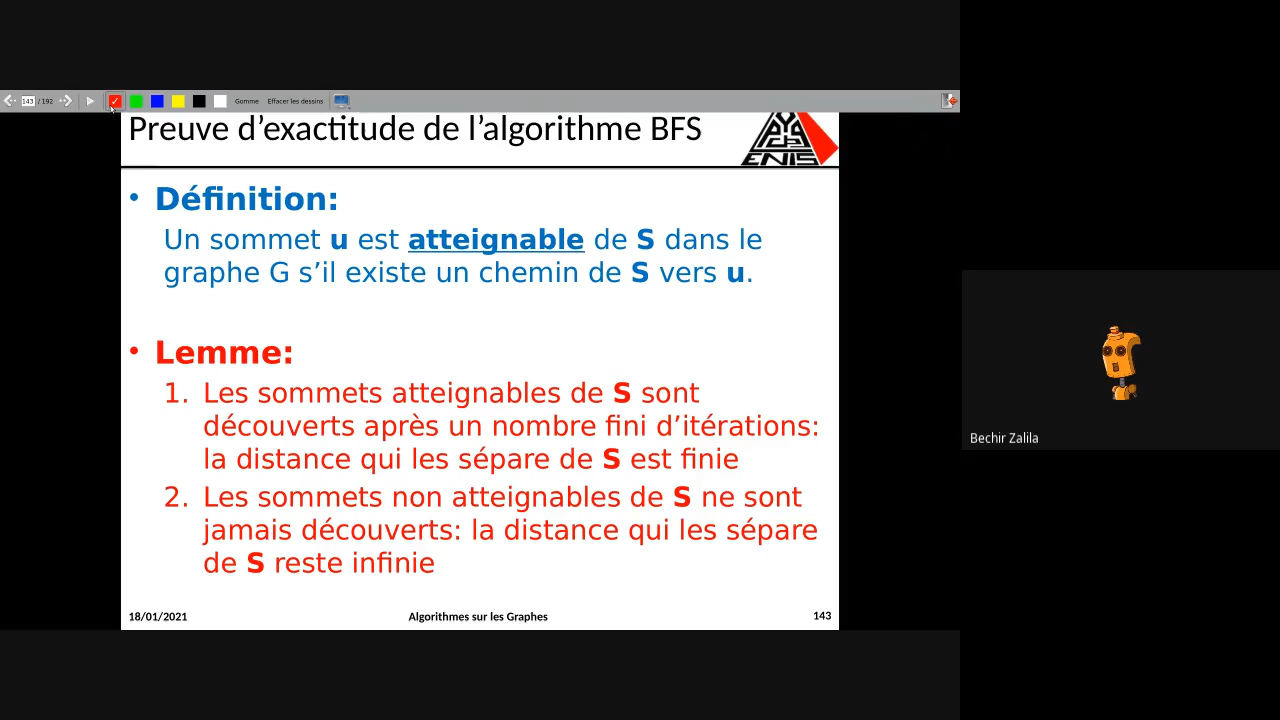 143 / 192
Gomme Effacer les dessins
Preuve d’exactitude de l’algorithme BFS
ENIS
• Définition:
Un sommet u est atteignable de S dans le
graphe G s’il existe un chemin de S vers u.
• Lemme:
1. Les sommets atteignables de S sont
découverts après un nombre fini d’itérations:
la distance qui les sépare de S est finie
2. Les sommets non atteignables de S ne sont
jamais découverts: la distance qui les sépare
de S reste infinie
18/01/2021 Algorithmes sur les Graphes 143
Bechir Zalila